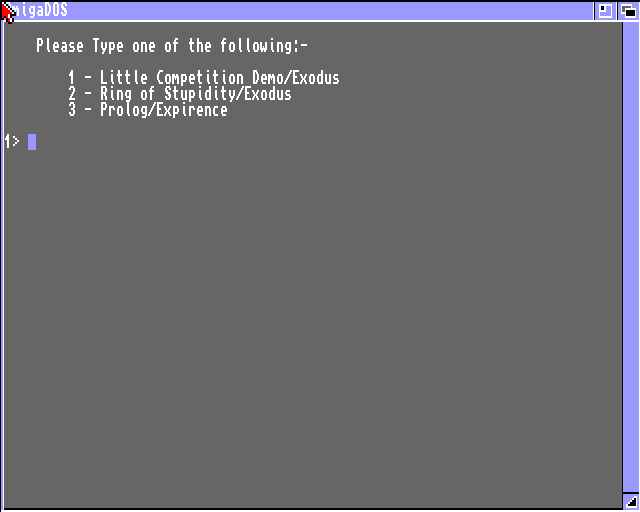 migaDOS
Please Type one of the following:-
1 - Little Competition Demo/Exodus
2 - Ring of Stupidity/Exodus
3 - Prolog/Expirence
1>